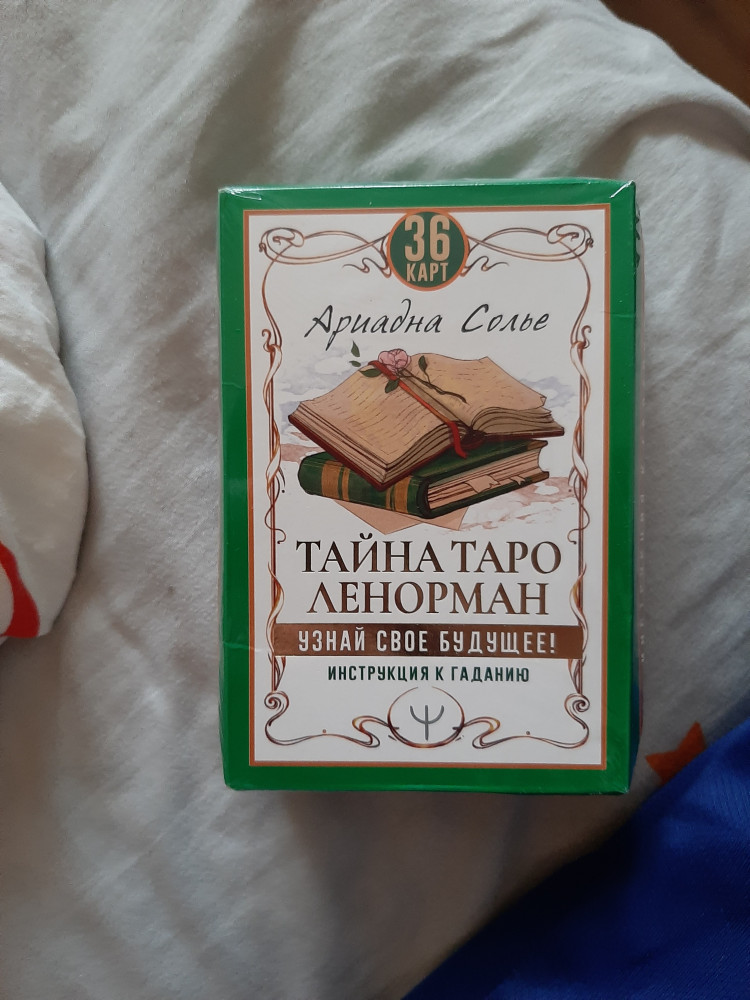 36
КАРТ
Ариадна Солье
ТАЙНА ТАРО
ЛЕНОРМАН
УЗНАЙ СВОЕ БУДУЩЕЕ!
ИНСТРУКЦИЯ К ГАДАНИЮ